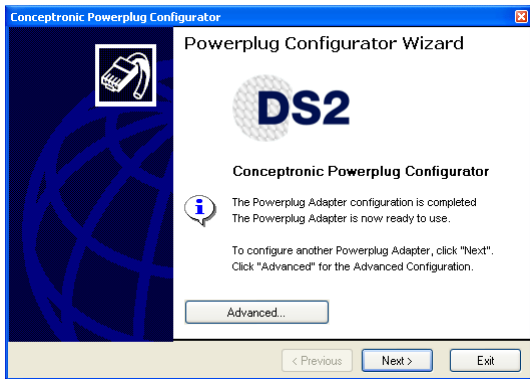 Conceptronic Powerplug Configurator
Powerplug Configurator Wizard
DS2
Conceptronic Powerplug Configurator
The Powerplug Adapter configuration is completed
The Powerplug Adapter is now ready to use.
To configure another Powerplug Adapter, click "Next".
Click "Advanced" for the Advanced Configuration.
Advanced...
< Previous
Next >
Exit